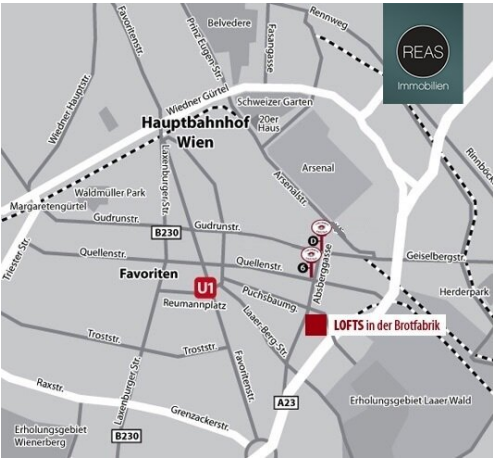 Rennweg
Favoritenstr.
Prinz Eugen-Str.
Belvedere
Fasangasse
REAS
Immobilien
Wiedner Hauptstr.
Wiedner Gürtel
Schweizer Garten
Hauptbahnhof
Wien
20er
Haus
Arsenal
Rinnböck
Laxenburger Str.
Arsenalstr.
Waldmüller Park
Margaretengürtel
Gudrunstr.
B230
Gudrunstr.
D
Triester Str.
Quellenstr.
Quellenstr.
6
Absberggasse
Geiselbergstr.
Favoriten
U1
Reumannplatz
Puchsbaumg.
Herderpark
LOFTS in der Brotfabrik
Laaer-Berg-Str.
Troststr.
Troststr.
Favoritenstr.
Laxenburger Str.
Raxstr.
A23
Erholungsgebiet Laaer Wald
Grenzackerstr.
Erholungsgebiet
Wienerberg
B230